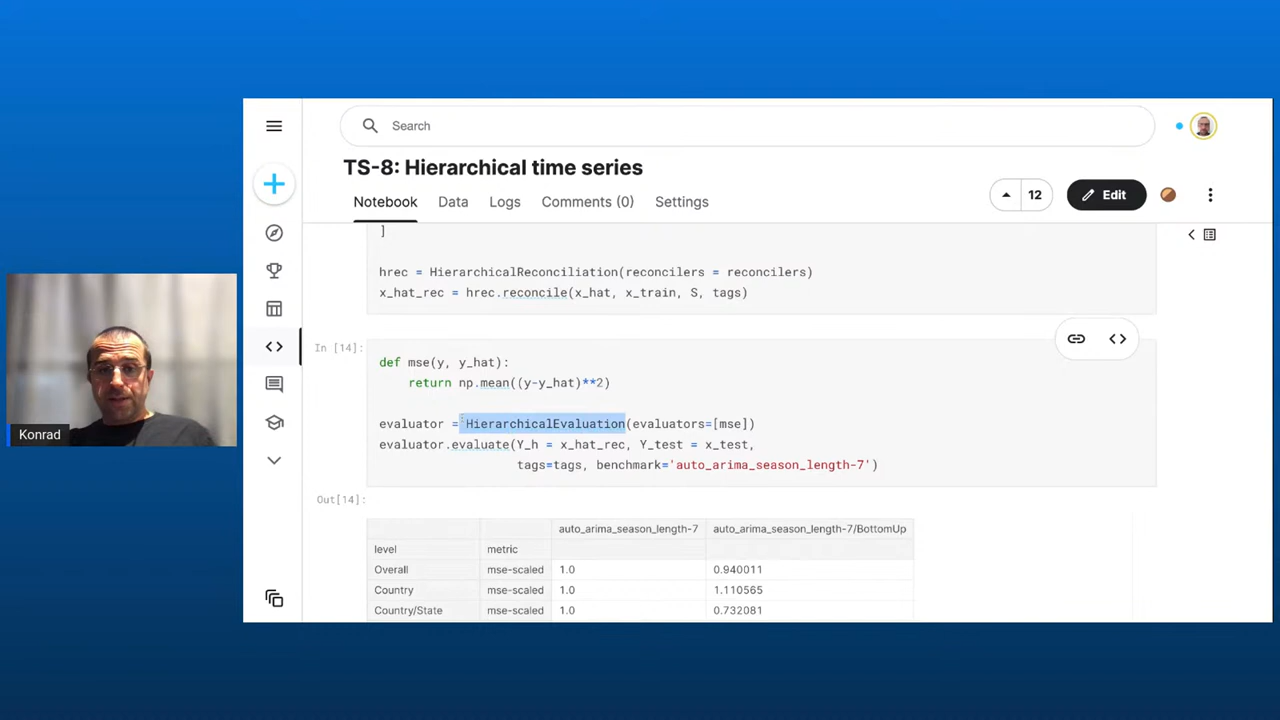 Search
TS-8: Hierarchical time series
Notebook Data Logs Comments (0) Settings
12
Edit
]
hrec = HierarchicalReconciliation(reconcilers = reconcilers)
x_hat_rec = hrec.reconcile(x_hat, x_train, S, tags)
In [14]:
def mse(y, y_hat):
return np.mean((y-y_hat)**2)
evaluator = HierarchicalEvaluation(evaluators=[mse])
evaluator.evaluate(Y_h = x_hat_rec, Y_test = x_test,
tags=tags, benchmark='auto_arima_season_length-7')
Out[14]:
auto_arima_season_length-7 auto_arima_season_length-7/BottomUp
level metric
Overall mse-scaled 1.0 0.940011
Country mse-scaled 1.0 1.110565
Country/State mse-scaled 1.0 0.732081
Konrad